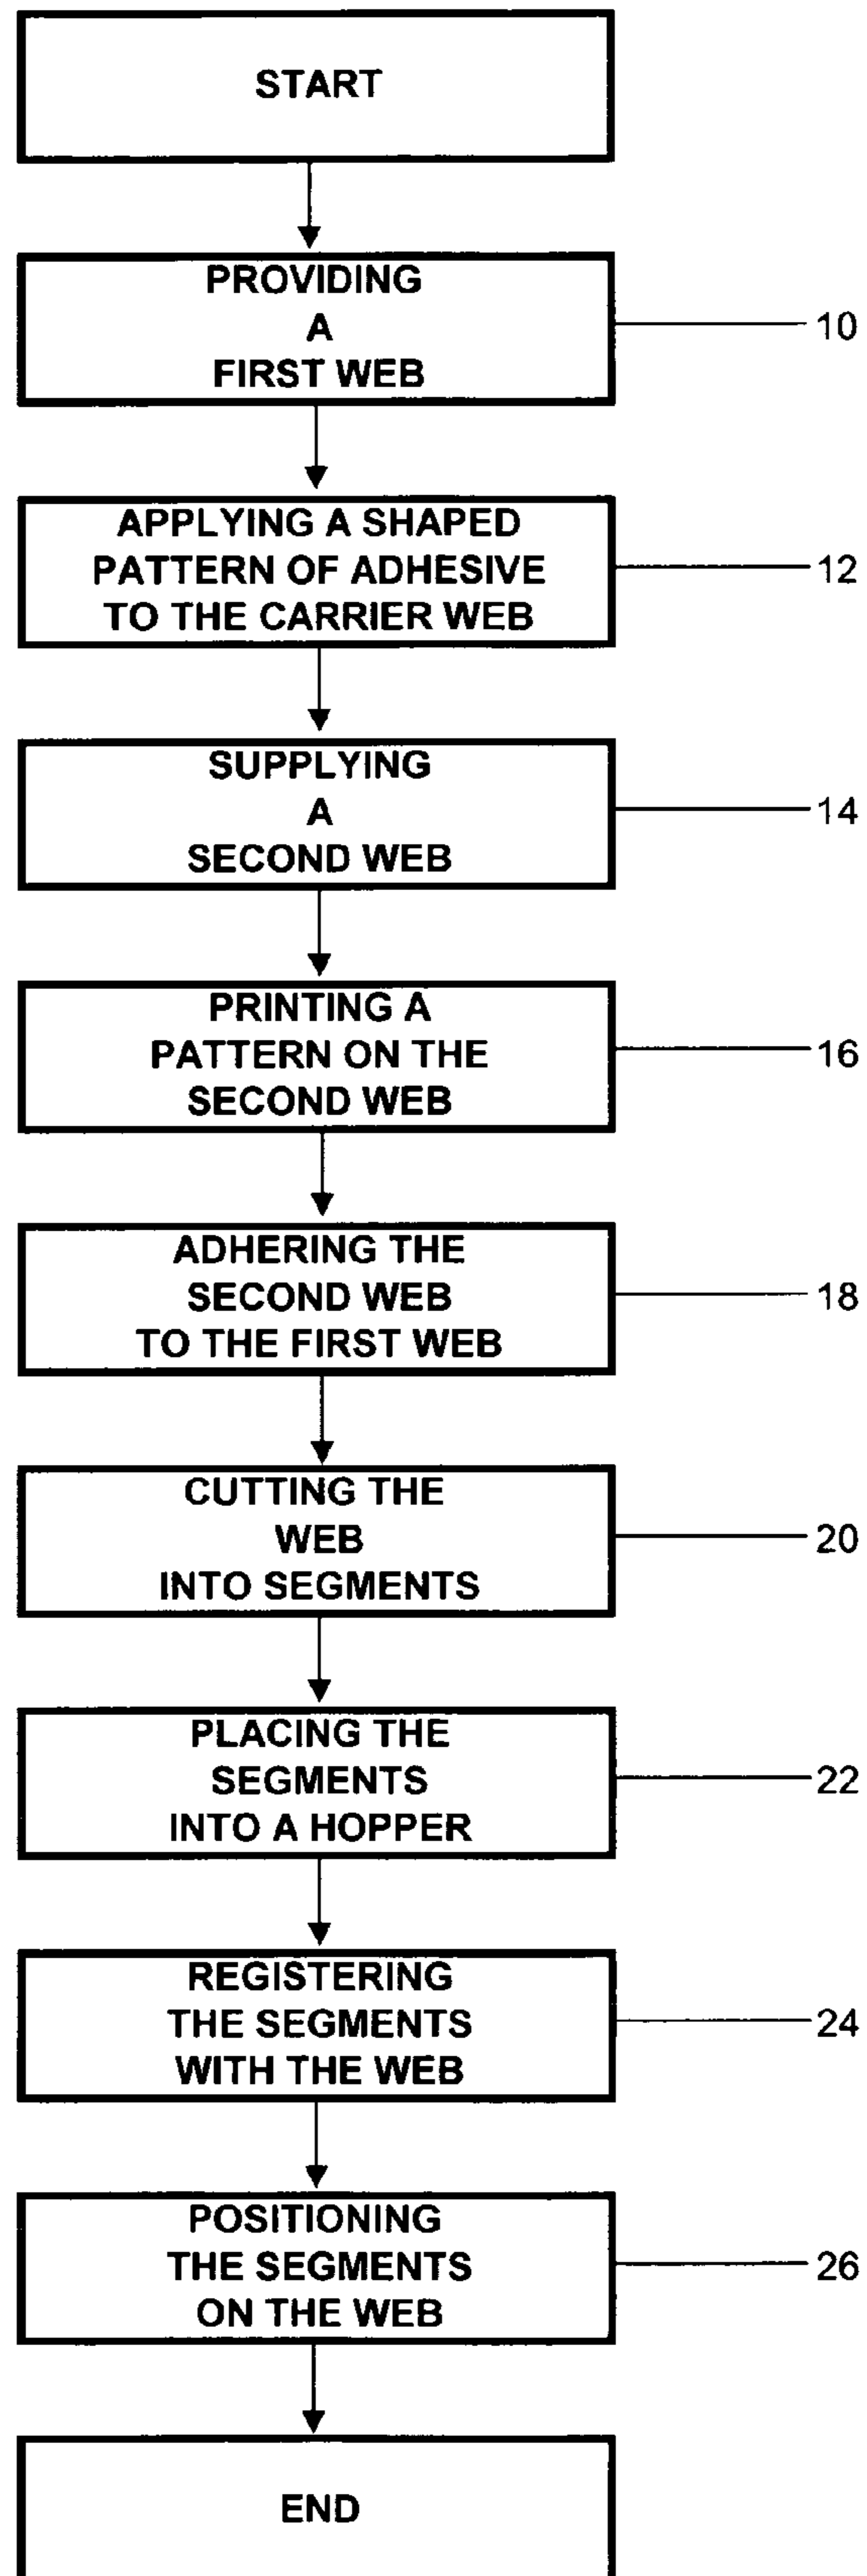 START
PROVIDING
A
FIRST WEB
10
APPLYING A SHAPED
PATTERN OF ADHESIVE
TO THE CARRIER WEB
12
SUPPLYING
A
SECOND WEB
14
PRINTING A
PATTERN ON THE
SECOND WEB
16
ADHERING THE
SECOND WEB
TO THE FIRST WEB
18
CUTTING THE
WEB
INTO SEGMENTS
20
PLACING THE
SEGMENTS
INTO A HOPPER
22
REGISTERING
THE SEGMENTS
WITH THE WEB
24
POSITIONING
THE SEGMENTS
ON THE WEB
26
END